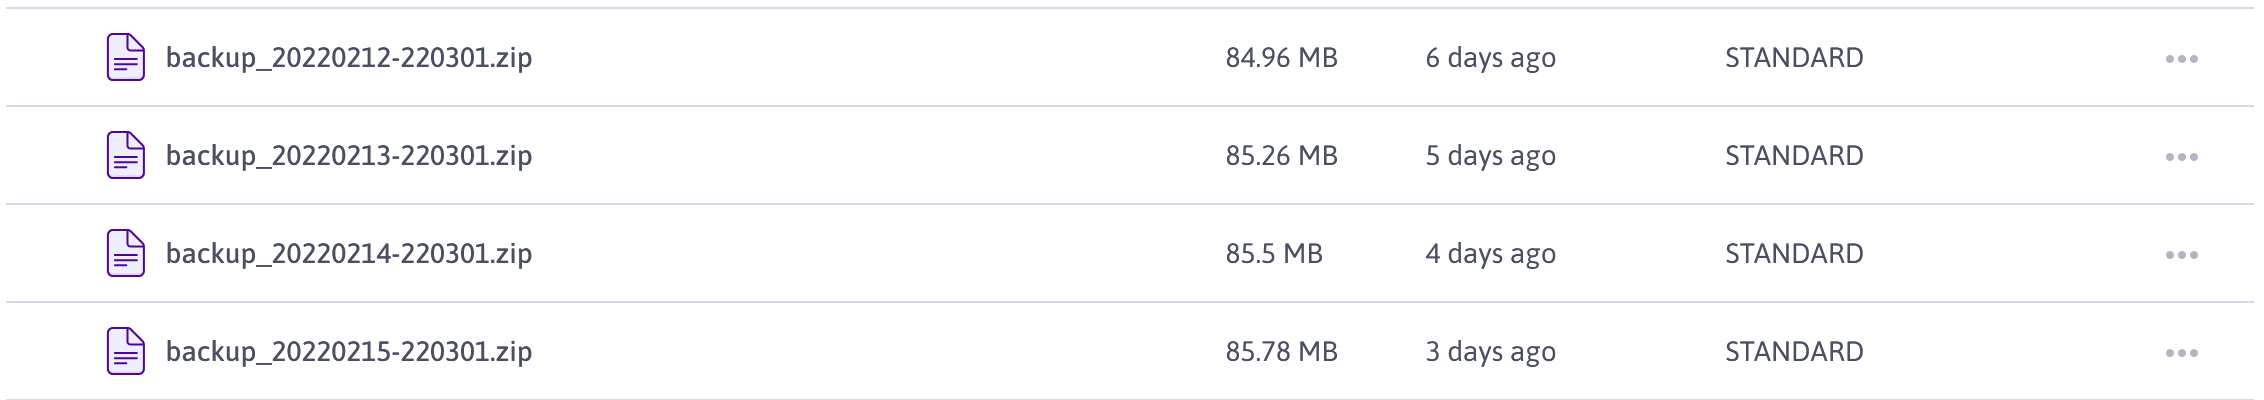 backup_20220212-220301.zip 84.96 MB 6 days ago STANDARD
backup_20220213-220301.zip 85.26 MB 5 days ago STANDARD
backup_20220214-220301.zip 85.5 MB 4 days ago STANDARD
backup_20220215-220301.zip 85.78 MB 3 days ago STANDARD